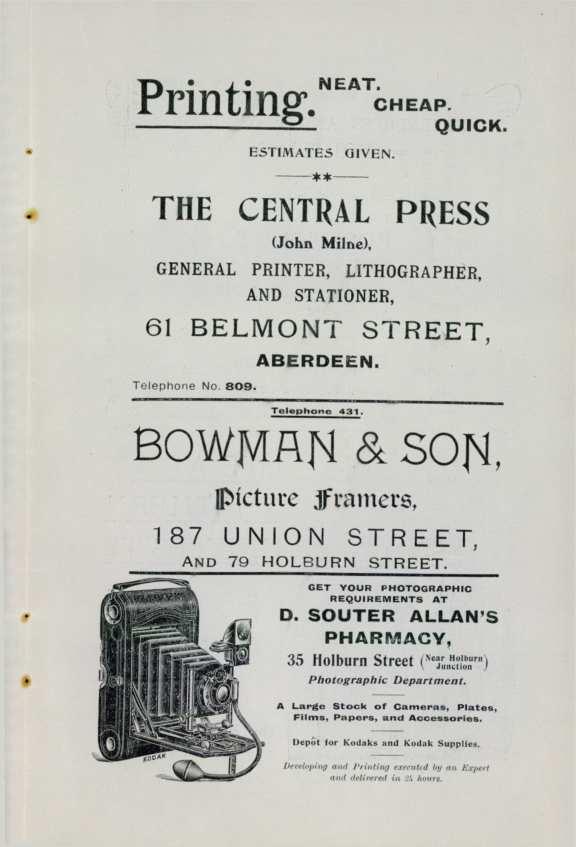 Printing. NEAT.
CHEAP.
QUICK.
ESTIMATES GIVEN.
THE CENTRAL PRESS
(John Milne),
GENERAL PRINTER, LITHOGRAPHER,
AND STATIONER,
61 BELMONT STREET,
ABERDEEN.
Telephone No. 809.
Telephone 431.
BOWMAN & SON,
Picture Framers,
187 UNION STREET,
AND 79 HOLBURN STREET.
GET YOUR PHOTOGRAPHIC
REQUIREMENTS AT
D. SOUTER ALLAN'S
PHARMACY,
35 Holburn Street (Near Holburn Junction)
Photographic Department.
A Large Stock of Cameras, Plates,
Films, Papers, and Accessories.
Depôt for Kodaks and Kodak Supplies.
Developing and Printing executed by an Expert
and delivered in 24 hours.
KODAK